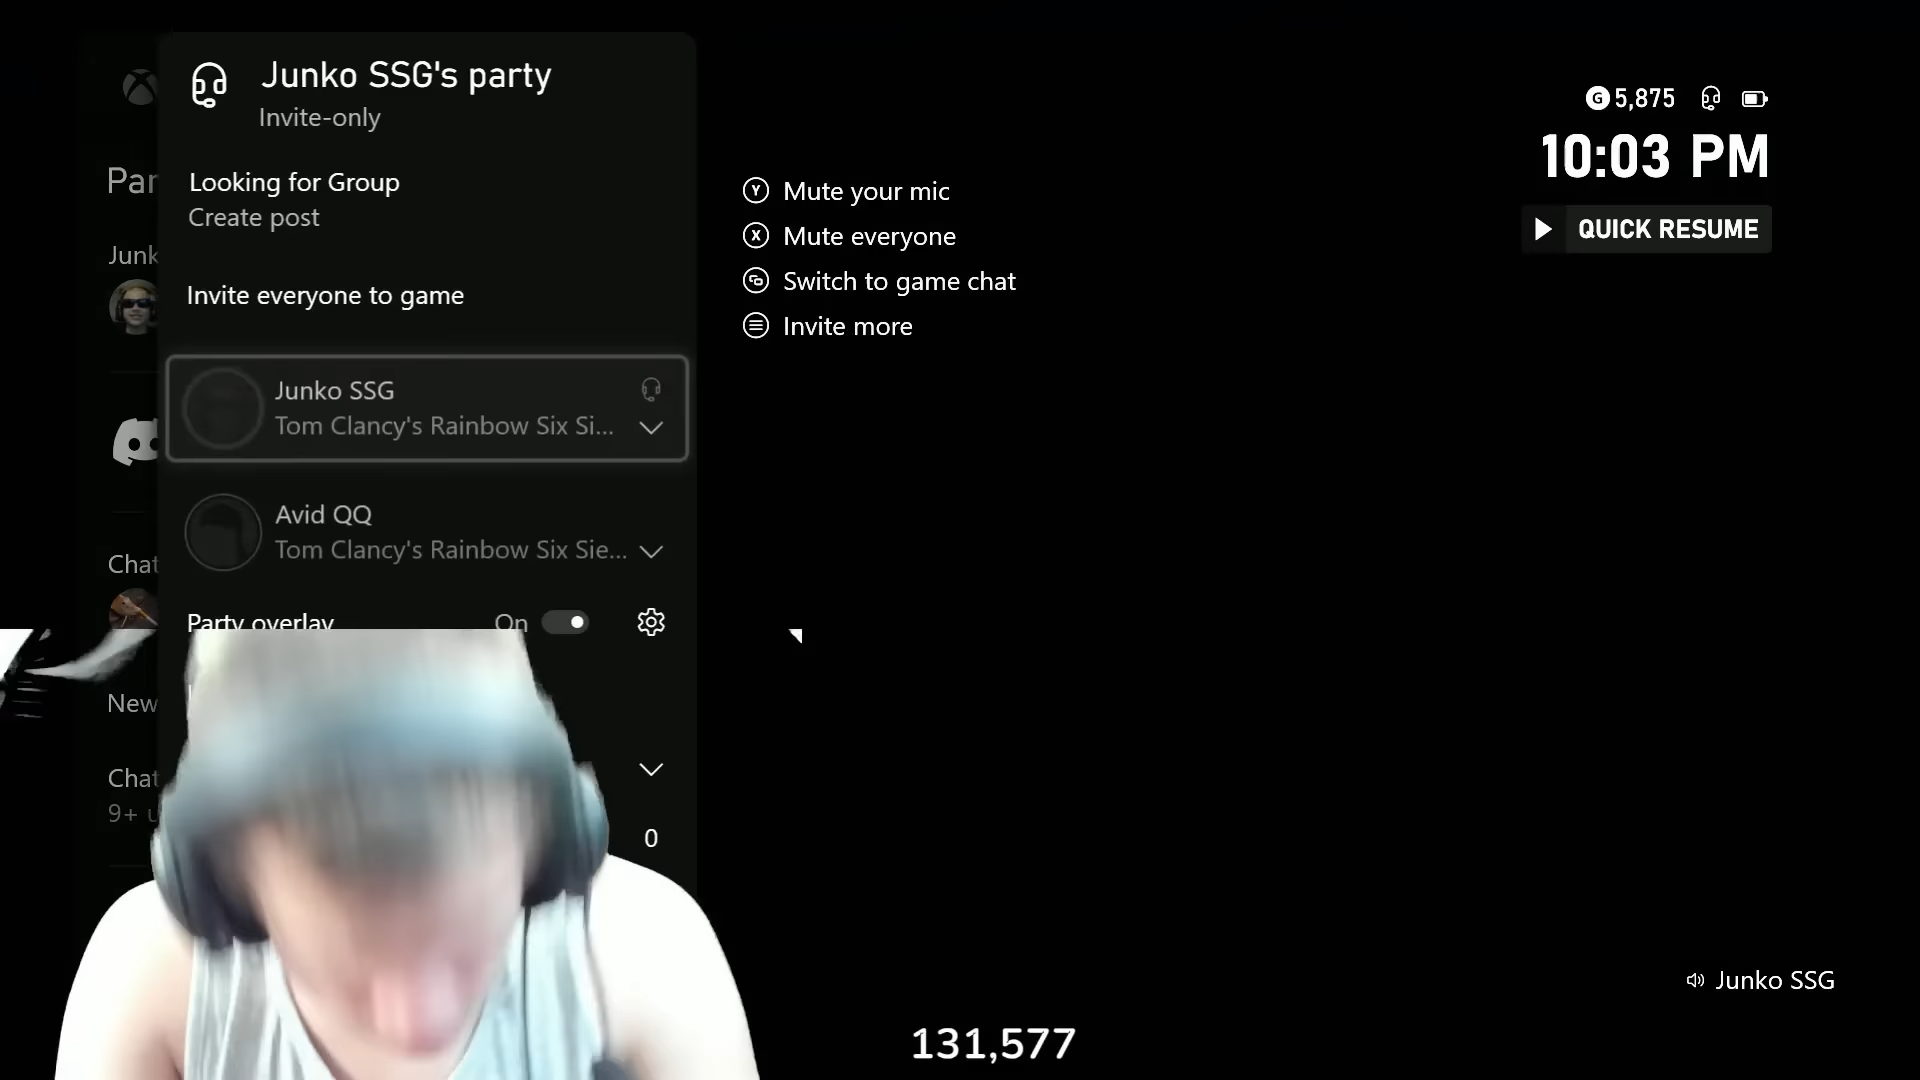 Junko SSG's party
Invite-only
Looking for Group
Create post
Invite everyone to game
Junko SSG
Tom Clancy's Rainbow Six Si...
Avid QQ
Tom Clancy's Rainbow Six Sie...
Party overlay On
0
Par
Junk
Chat
New
Chat
9+ u
Y Mute your mic
X Mute everyone
Switch to game chat
Invite more
G 5,875
10:03 PM
QUICK RESUME
Junko SSG
131,577